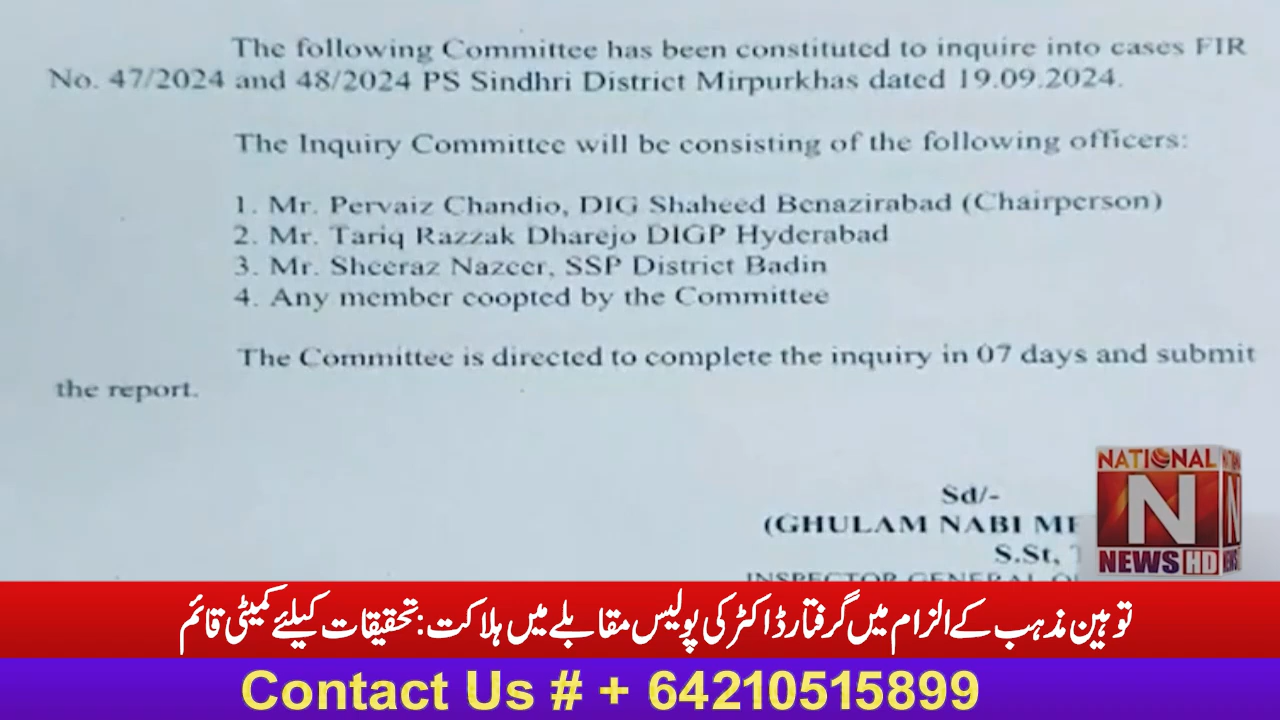 The following Committee has been constituted to inquire into cases FIR
No. 47/2024 and 48/2024 PS Sindhri District Mirpurkhas dated 19.09.2024.
The Inquiry Committee will be consisting of the following officers:
1. Mr. Pervaiz Chandio, DIG Shaheed Benazirabad (Chairperson)
2. Mr. Tariq Razzak Dharejo DIGP Hyderabad
3. Mr. Sheeraz Nazeer, SSP District Badin
4. Any member coopted by the Committee
The Committee is directed to complete the inquiry in 07 days and submit
the report.
Sd/-
(GHULAM NABI
S.St,
INSPECTOR GENERAL
NATIONAL
N
NEWS HD
توہین مذہب کے الزام میں گرفتار ڈاکٹر کی پولیس مقابلے میں ہلاکت: تحقیقات کیلئے کمیٹی قائم
Contact Us # + 64210515899